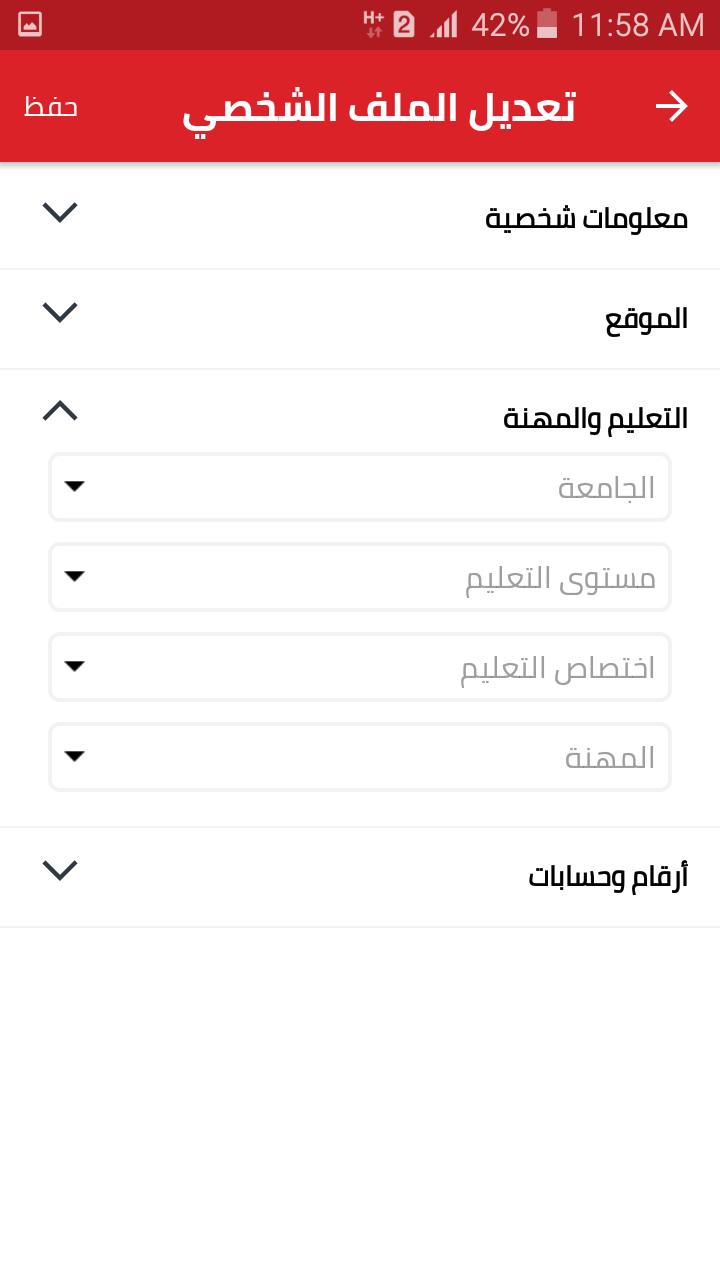 H+ 2 42% 11:58 AM
تعديل الملف الشخصي
حفظ
معلومات شخصية
الموقع
التعليم والمهنة
الجامعة
مستوى التعليم
اختصاص التعليم
المهنة
أرقام وحسابات